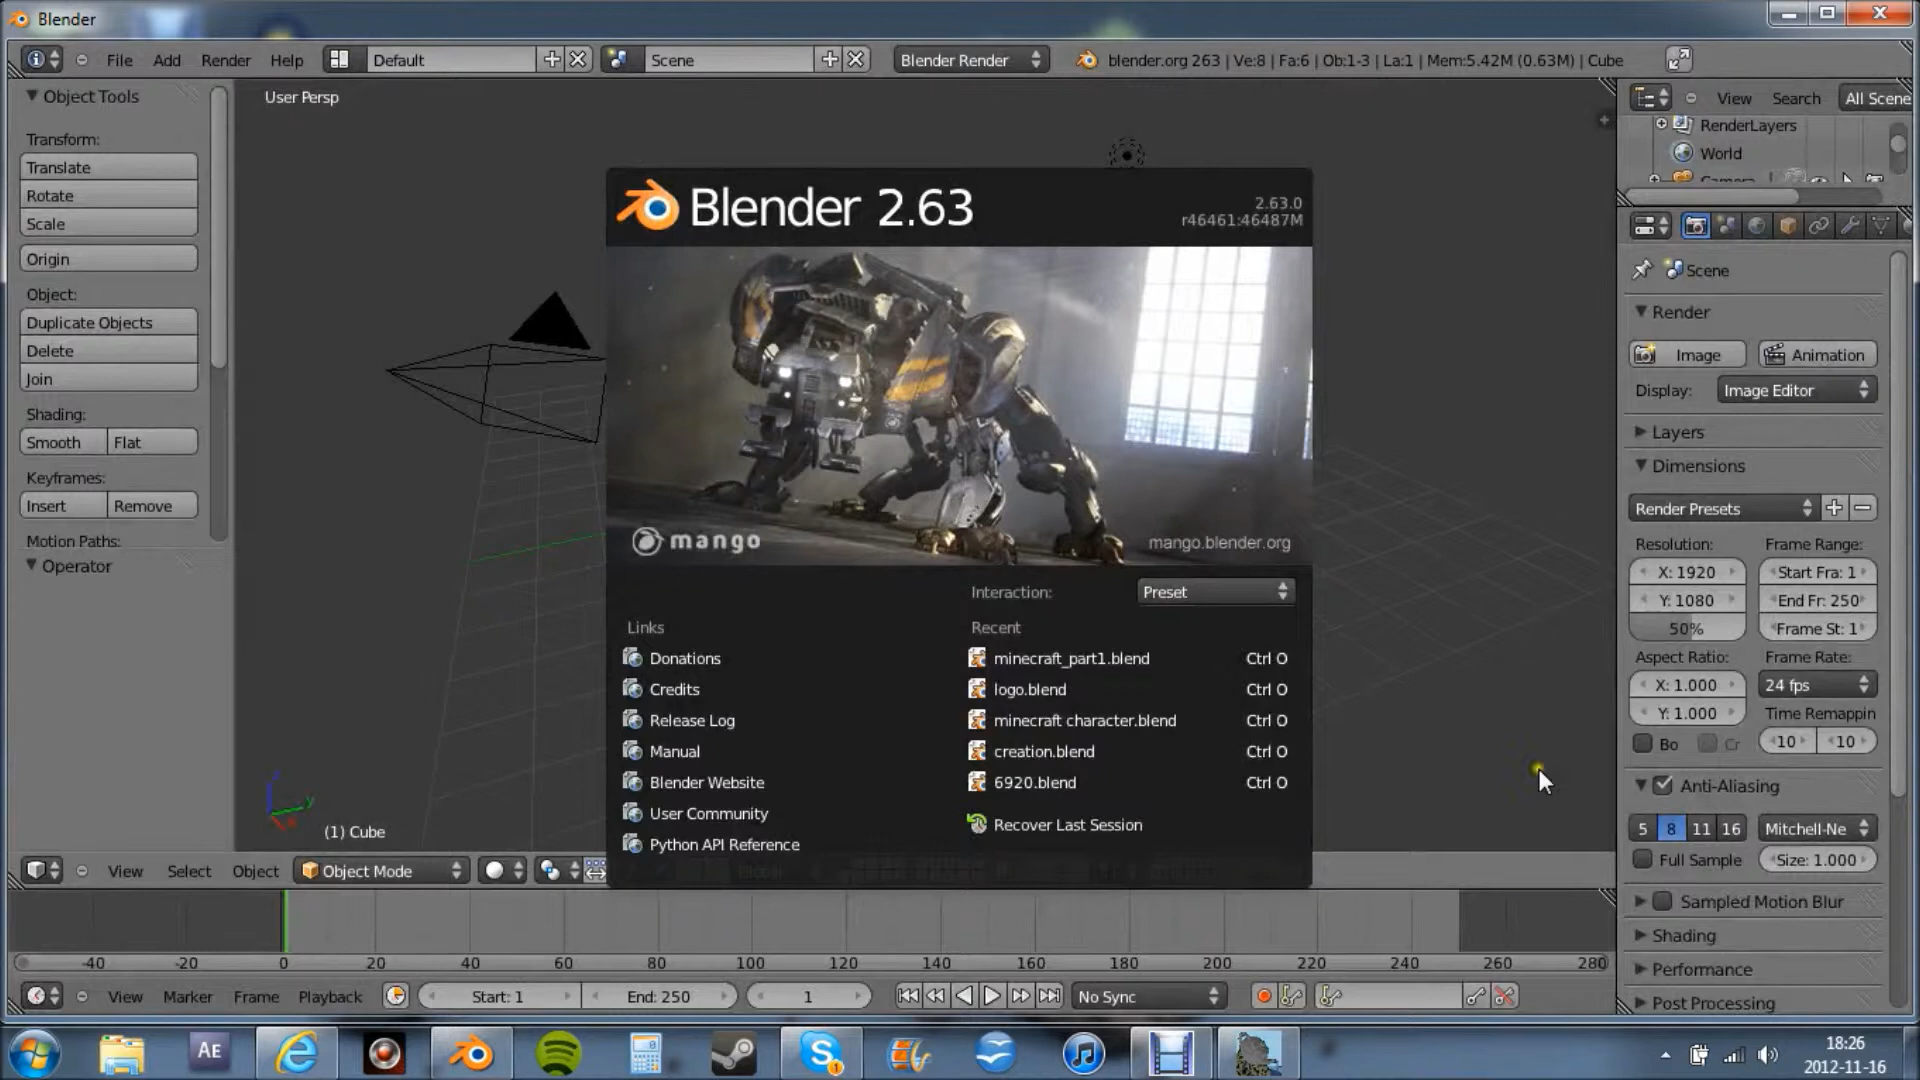 Blender
File Add Render Help Default Scene Blender Render blender.org 263 | Ve:8 | Fa:6 | Ob:1-3 | La:1 | Mem:5.42M (0.63M) | Cube
Object Tools
Transform:
Translate
Rotate
Scale
Origin
Object:
Duplicate Objects
Delete
Join
Shading:
Smooth Flat
Keyframes:
Insert Remove
Motion Paths:
Operator
User Persp
(1) Cube
Blender 2.63
2.63.0
r46461:46487M
mango
mango.blender.org
Interaction: Preset
Links
Donations
Credits
Release Log
Manual
Blender Website
User Community
Python API Reference
Recent
minecraft_part1.blend Ctrl O
logo.blend Ctrl O
minecraft character.blend Ctrl O
creation.blend Ctrl O
6920.blend Ctrl O
Recover Last Session
View Search All Scene
RenderLayers
World
Camera
Scene
Render
Image Animation
Display: Image Editor
Layers
Dimensions
Render Presets
Resolution: Frame Range:
X: 1920 Start Fra: 1
Y: 1080 End Fr: 250
50% Frame St: 1
Aspect Ratio: Frame Rate:
X: 1.000 24 fps
Y: 1.000 Time Remappin
Bo Cr 10 10
Anti-Aliasing
5 8 11 16 Mitchell-Ne
Full Sample Size: 1.000
Sampled Motion Blur
Shading
Performance
Post Processing
View Select Object Object Mode
-40 -20 0 20 40 60 80 100 120 140 160 180 200 220 240 260 280
View Marker Frame Playback Start: 1 End: 250 1 No Sync
AE
18:26
2012-11-16